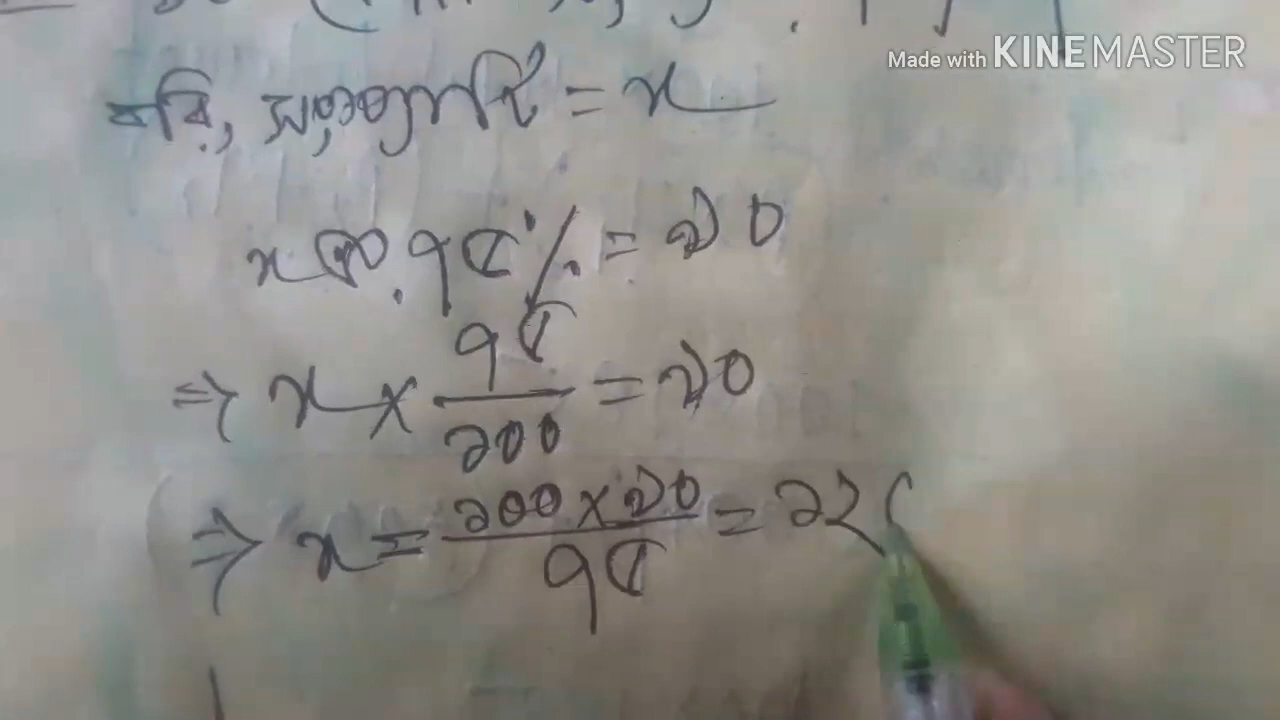 Made with KINEMASTER
ধরি, সংখ্যাটি = x
x এর ৭৫% = ৯০
⇒ x × ৭৫/১০০ = ৯০
⇒ x = ১০০ × ৯০/৭৫ = ১২